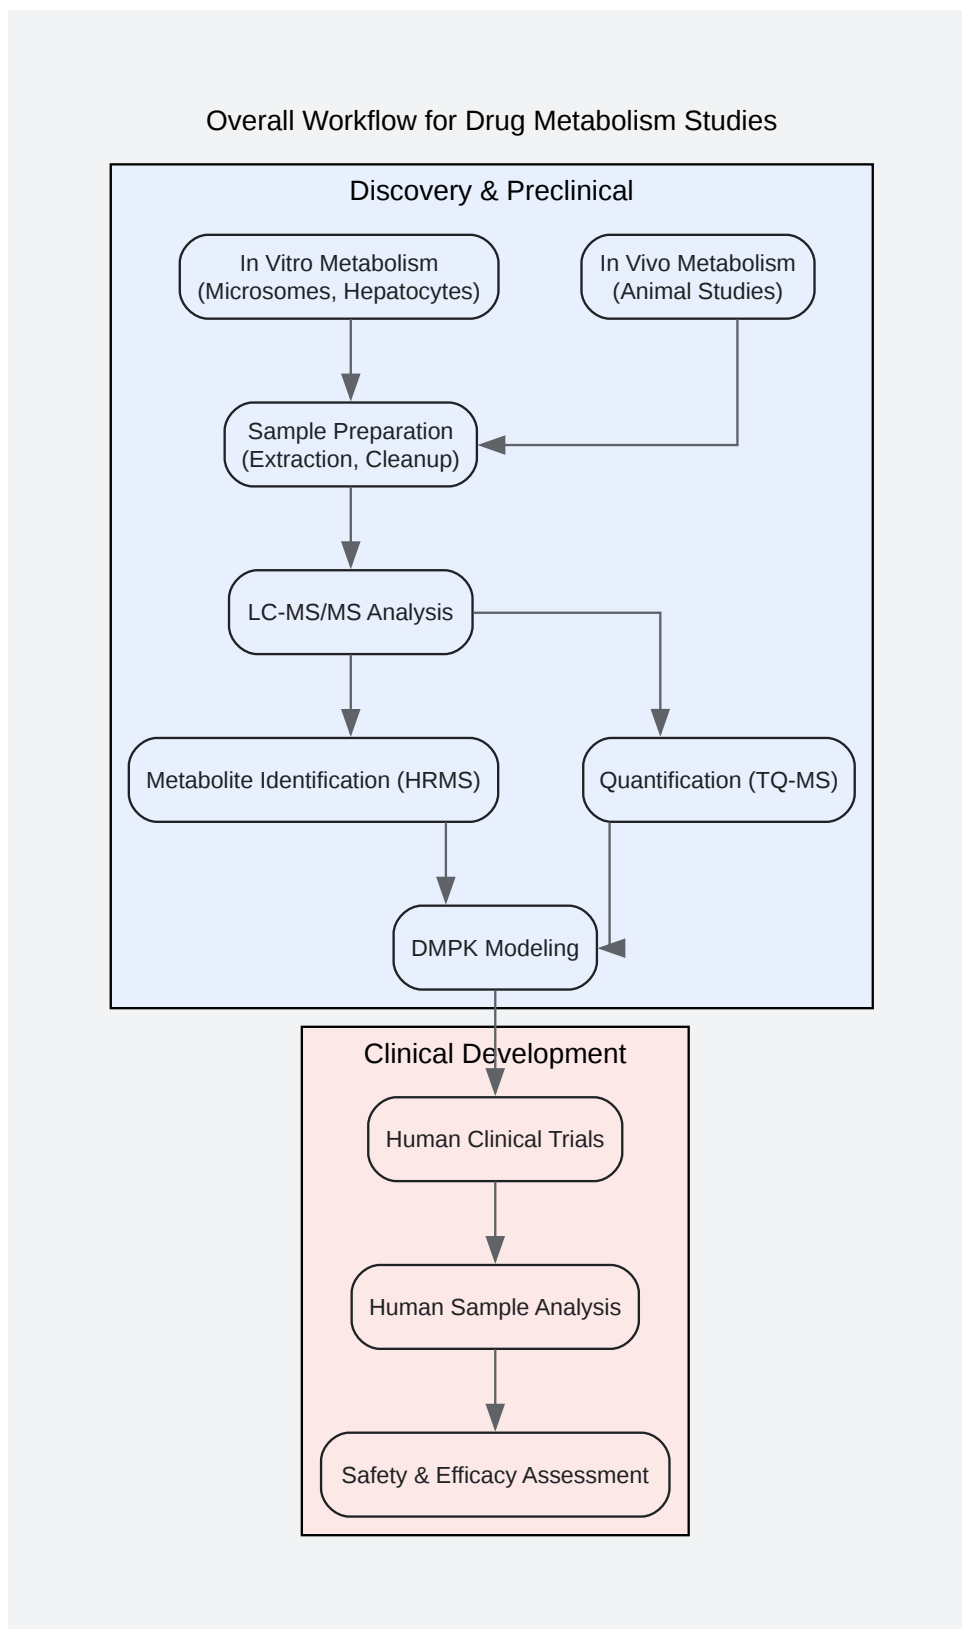 Overall Workflow for Drug Metabolism Studies
Discovery & Preclinical
In Vitro Metabolism
(Microsomes, Hepatocytes)
In Vivo Metabolism
(Animal Studies)
Sample Preparation
(Extraction, Cleanup)
LC-MS/MS Analysis
Metabolite Identification (HRMS)
Quantification (TQ-MS)
DMPK Modeling
Clinical Development
Human Clinical Trials
Human Sample Analysis
Safety & Efficacy Assessment